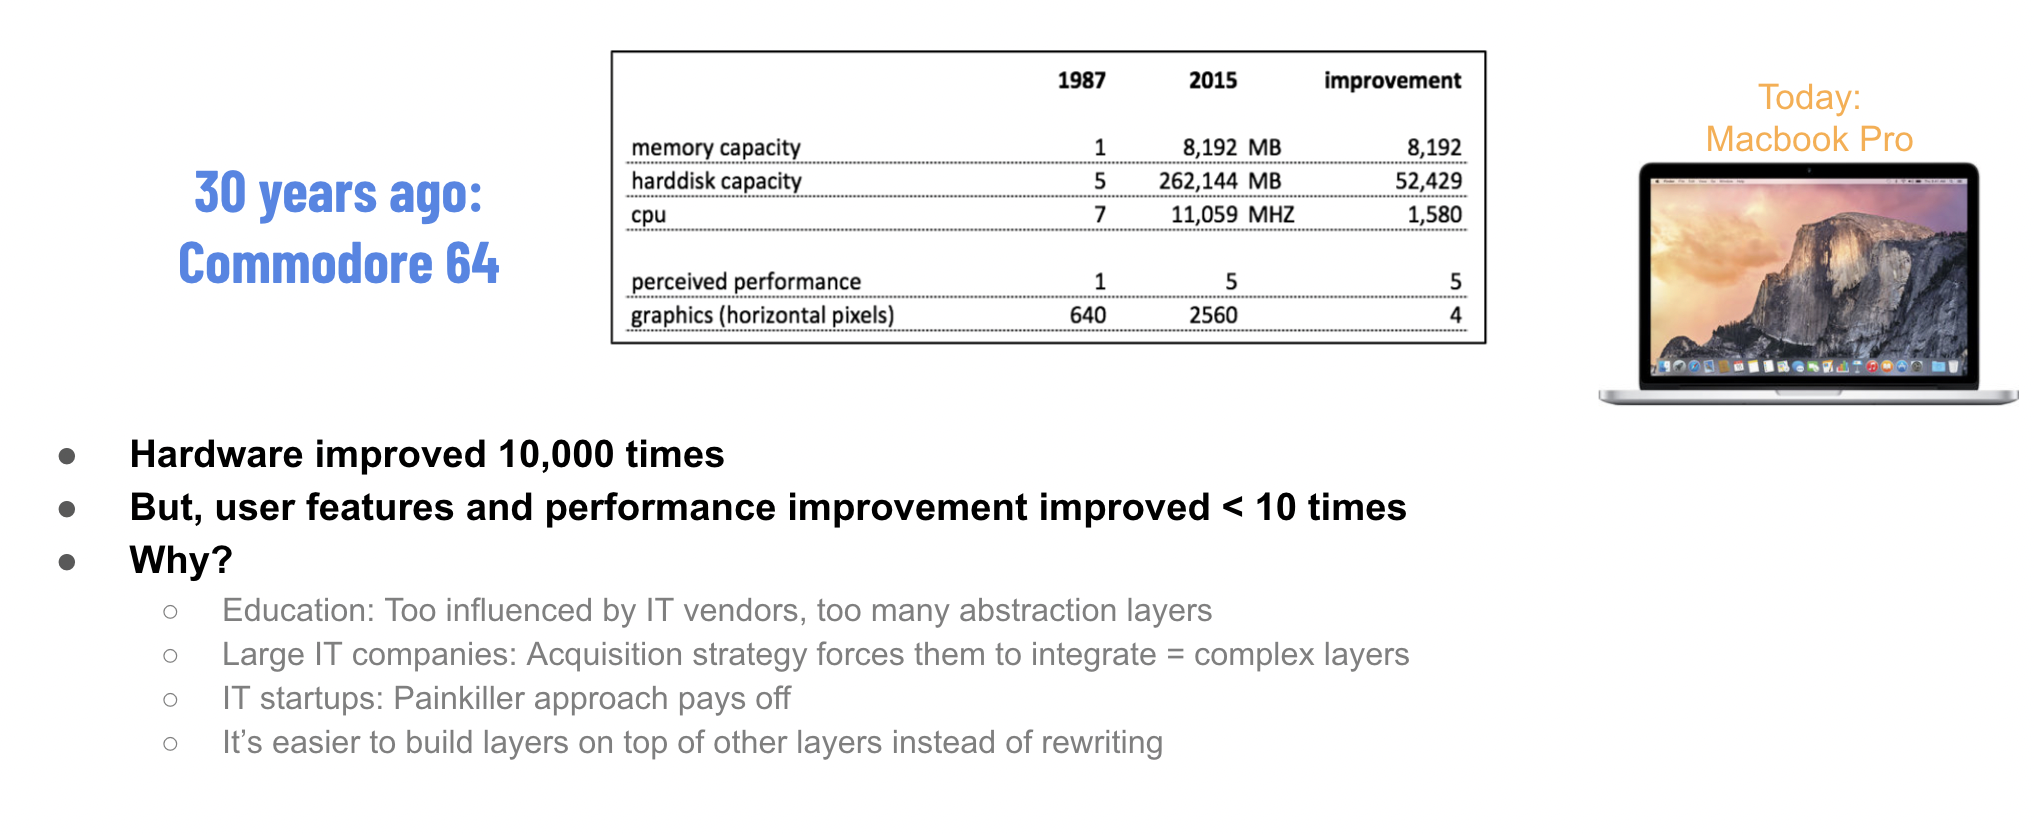 30 years ago:
Commodore 64
1987 2015 improvement
memory capacity 1 8,192 MB 8,192
harddisk capacity 5 262,144 MB 52,429
cpu 7 11,059 MHZ 1,580
perceived performance 1 5 5
graphics (horizontal pixels) 640 2560 4
Today:
Macbook Pro
● Hardware improved 10,000 times
● But, user features and performance improvement improved < 10 times
● Why?
○ Education: Too influenced by IT vendors, too many abstraction layers
○ Large IT companies: Acquisition strategy forces them to integrate = complex layers
○ IT startups: Painkiller approach pays off
○ It’s easier to build layers on top of other layers instead of rewriting